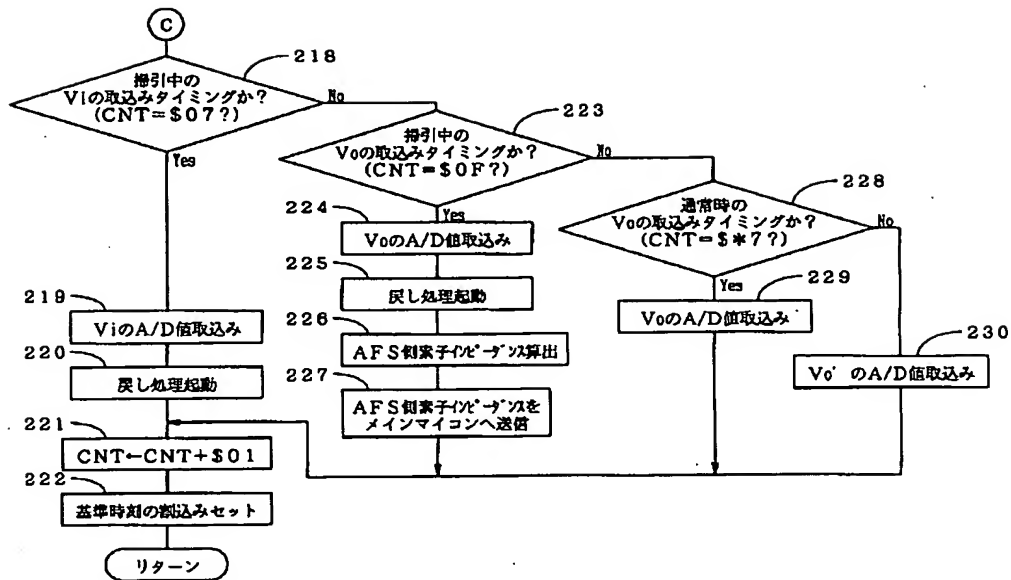 C
218
掃引中の
Viの取込みタイミングか?
(CNT=$07?)
No
Yes
223
掃引中の
Voの取込みタイミングか?
(CNT=$0F?)
No
Yes
228
通常時の
Voの取込みタイミングか?
(CNT=$*7?)
No
Yes
224
VoのA/D値取込み
225
戻し処理起動
226
AFS側素子インピーダンス算出
227
AFS側素子インピーダンスを
メインマイコンへ送信
229
VoのA/D値取込み
230
Vo'のA/D値取込み
219
ViのA/D値取込み
220
戻し処理起動
221
CNT←CNT+$01
222
基準時刻の割込みセット
リターン